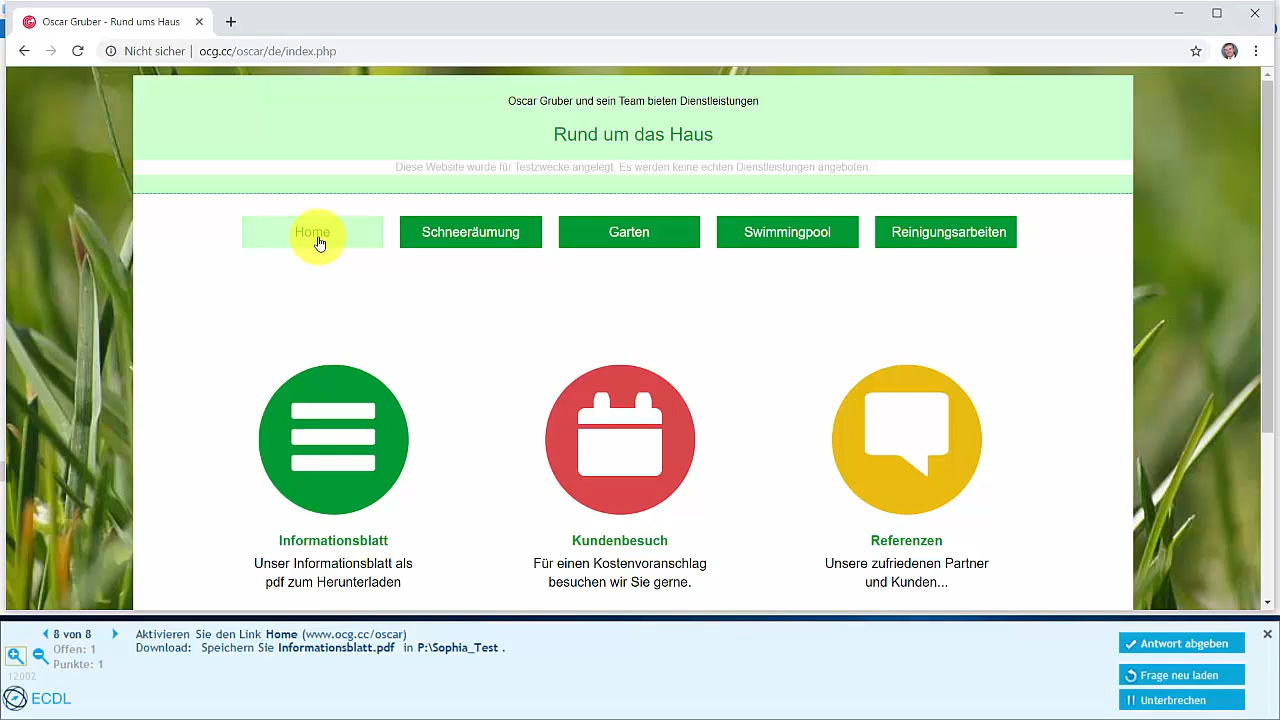 Oscar Gruber - Rund ums Haus
Nicht sicher | ocg.cc/oscar/de/index.php
Oscar Gruber und sein Team bieten Dienstleistungen
Rund um das Haus
Diese Website wurde für Testzwecke angelegt. Es werden keine echten Dienstleistungen angeboten.
Home
Schneeräumung
Garten
Swimmingpool
Reinigungsarbeiten
Informationsblatt
Unser Informationsblatt als
pdf zum Herunterladen
Kundenbesuch
Für einen Kostenvoranschlag
besuchen wir Sie gerne.
Referenzen
Unsere zufriedenen Partner
und Kunden...
8 von 8
Offen: 1
Punkte: 1
12002
ECDL
Aktivieren Sie den Link Home (www.ocg.cc/oscar)
Download: Speichern Sie Informationsblatt.pdf in P:\Sophia_Test .
Antwort abgeben
Frage neu laden
Unterbrechen